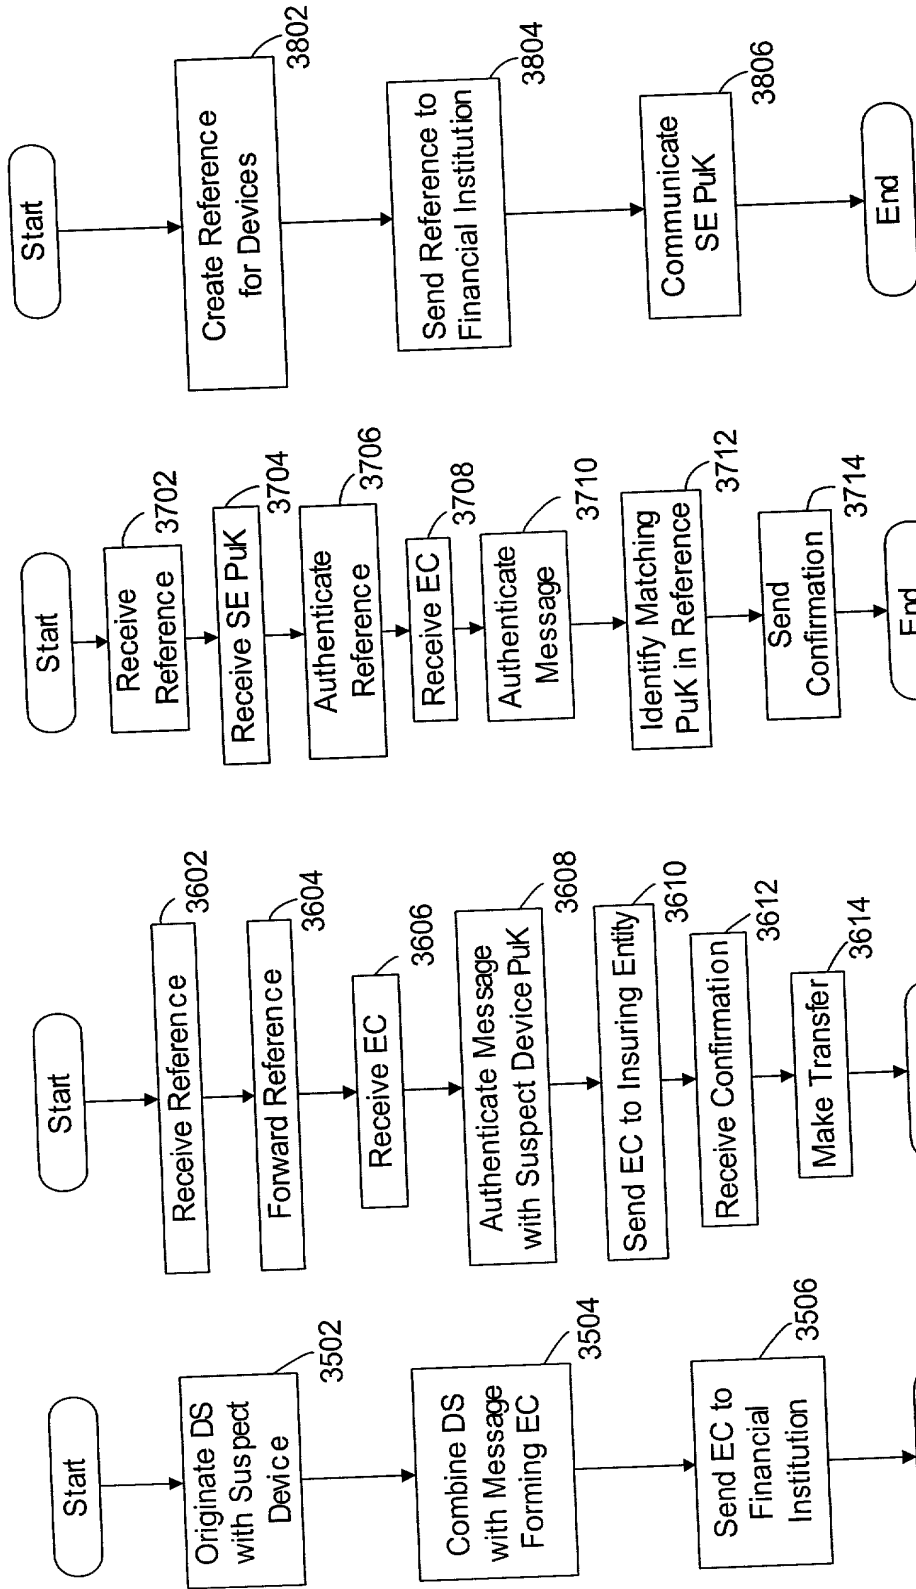 Start
Originate DS
with Suspect
Device
3502
Combine DS
with Message
Forming EC
3504
Send EC to
Financial
Institution
3506
Start
Receive Reference
3602
Forward Reference
3604
Receive EC
3606
Authenticate Message
with Suspect Device PuK
3608
Send EC to Insuring Entity
3610
Receive Confirmation
3612
Make Transfer
3614
Start
Receive
Reference
3702
Receive SE PuK
3704
Authenticate
Reference
3706
Receive EC
3708
Authenticate
Message
3710
Identify Matching
PuK in Reference
3712
Send
Confirmation
3714
End
Start
Create Reference
for Devices
3802
Send Reference to
Financial Institution
3804
Communicate
SE PuK
3806
End